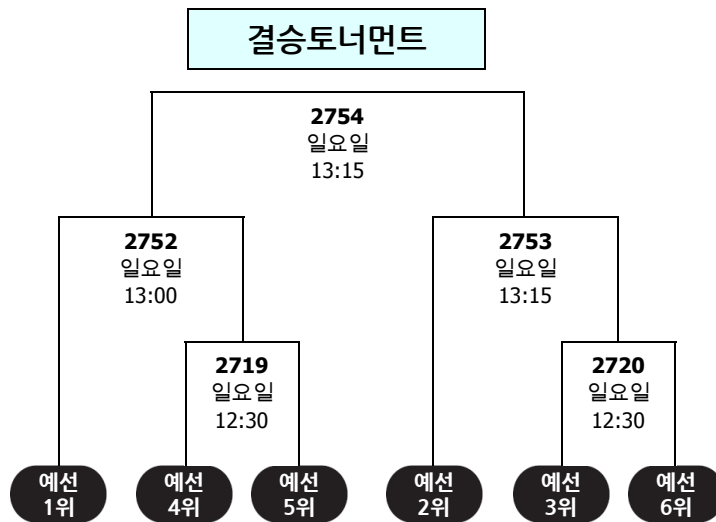 결승토너먼트
2754
일요일
13:15
2752
일요일
13:00
2753
일요일
13:15
2719
일요일
12:30
2720
일요일
12:30
예선
1위
예선
4위
예선
5위
예선
2위
예선
3위
예선
6위